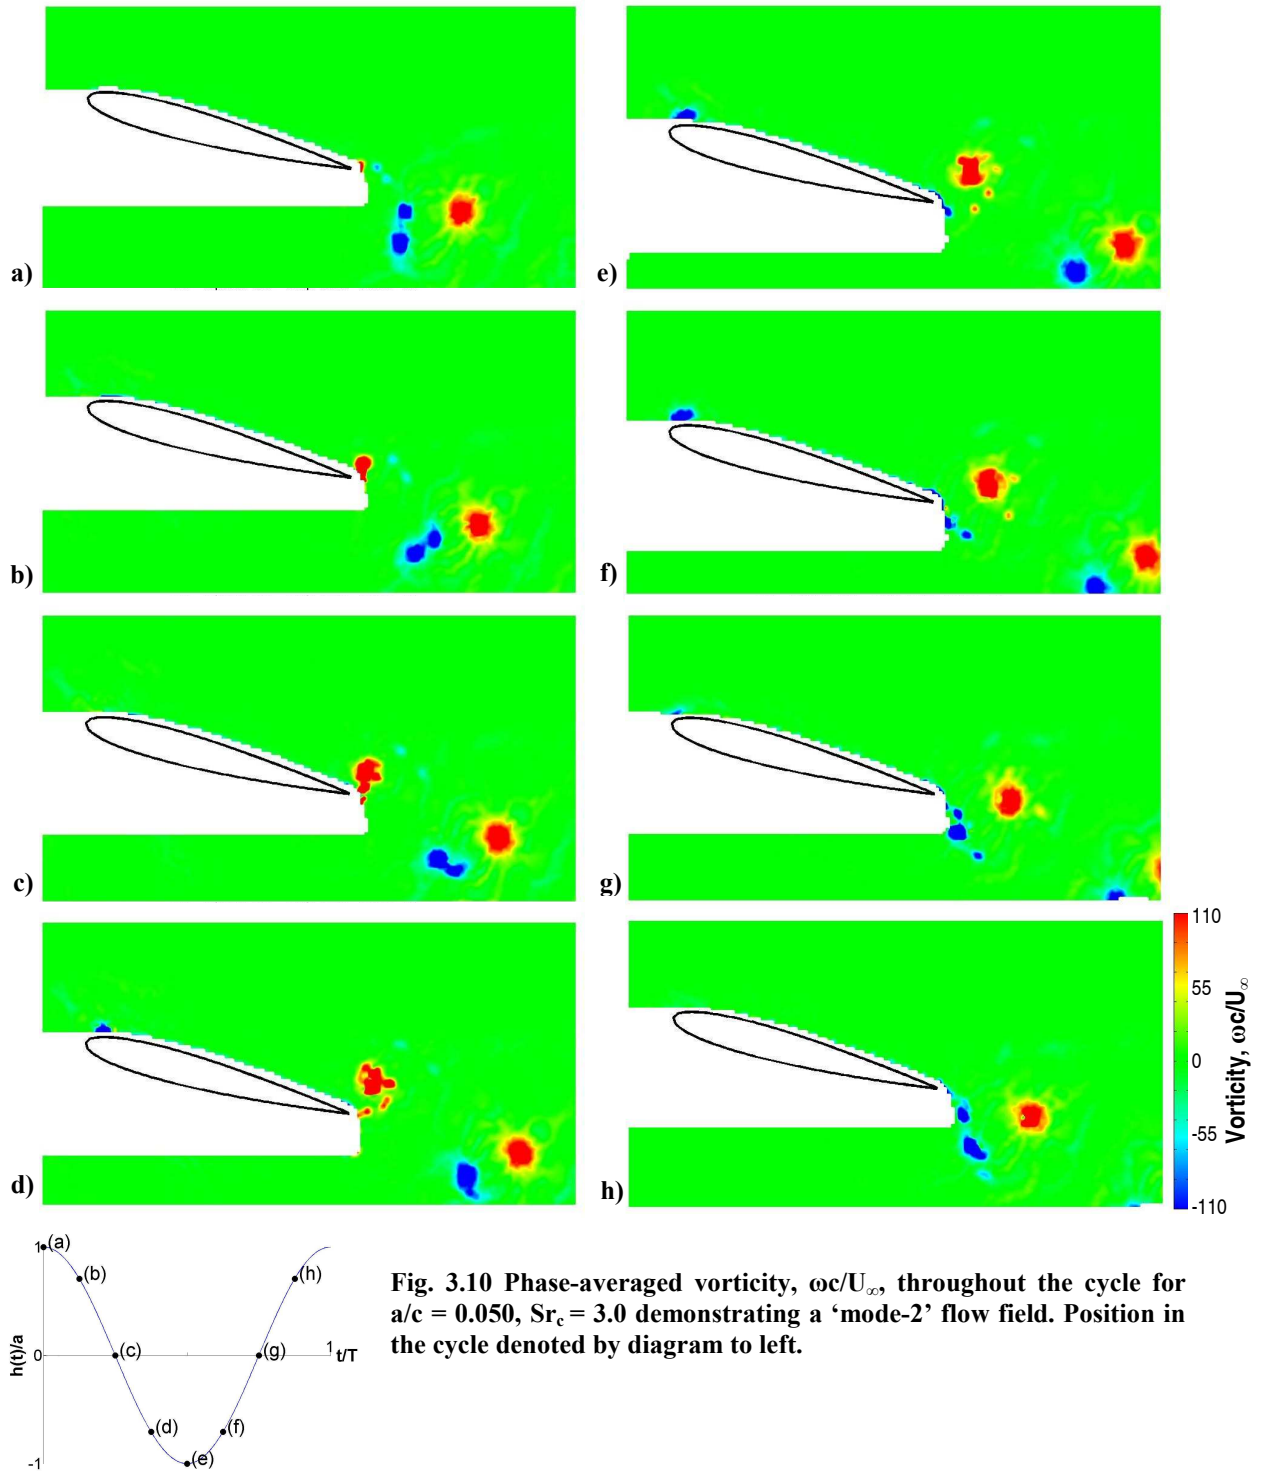 a)
e)
b)
f)
c)
g)
d)
h)
110
55
0
-55
-110
Vorticity, ωc/U∞
1
(a)
(b)
(c)
(d)
(e)
(f)
(g)
(h)
0
-1
1
t/T
h(t)/a
Fig. 3.10 Phase-averaged vorticity, ωc/U∞, throughout the cycle for
a/c = 0.050, Src = 3.0 demonstrating a ‘mode-2’ flow field. Position in
the cycle denoted by diagram to left.